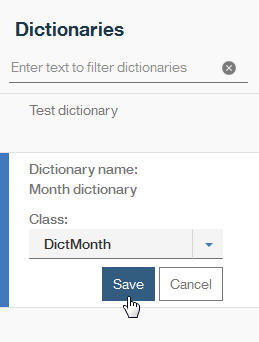 Dictionaries
Enter text to filter dictionaries
Test dictionary
Dictionary name:
Month dictionary
Class:
DictMonth
Save Cancel